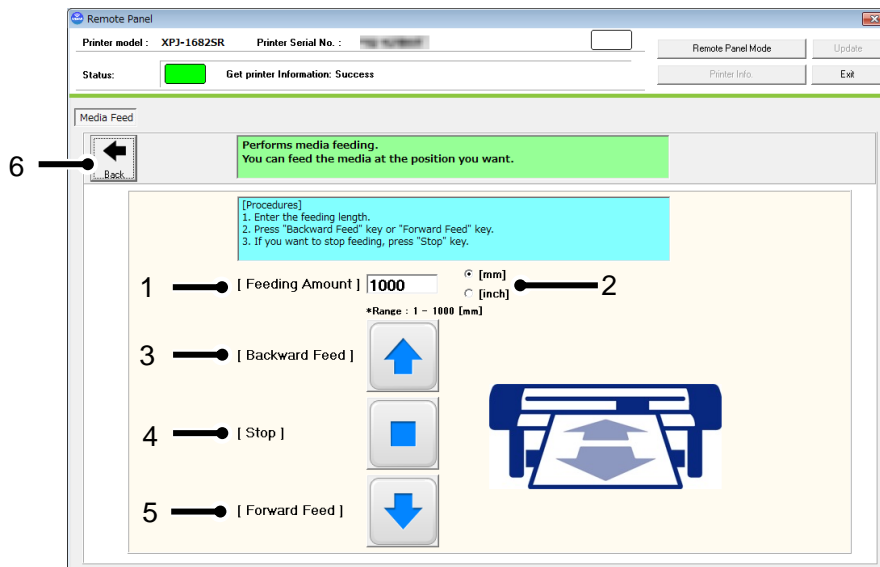 Remote Panel
Printer model : XPJ-1682SR Printer Serial No. :
Remote Panel Mode Update
Status: Get printer Information: Success
Printer Info. Exit
Media Feed
6
Back
Performs media feeding.
You can feed the media at the position you want.
[Procedures]
1. Enter the feeding length.
2. Press "Backward Feed" key or "Forward Feed" key.
3. If you want to stop feeding, press "Stop" key.
1 [ Feeding Amount ] 1000 [mm]
[inch] 2
*Range : 1 - 1000 [mm]
3 [ Backward Feed ]
4 [ Stop ]
5 [ Forward Feed ]